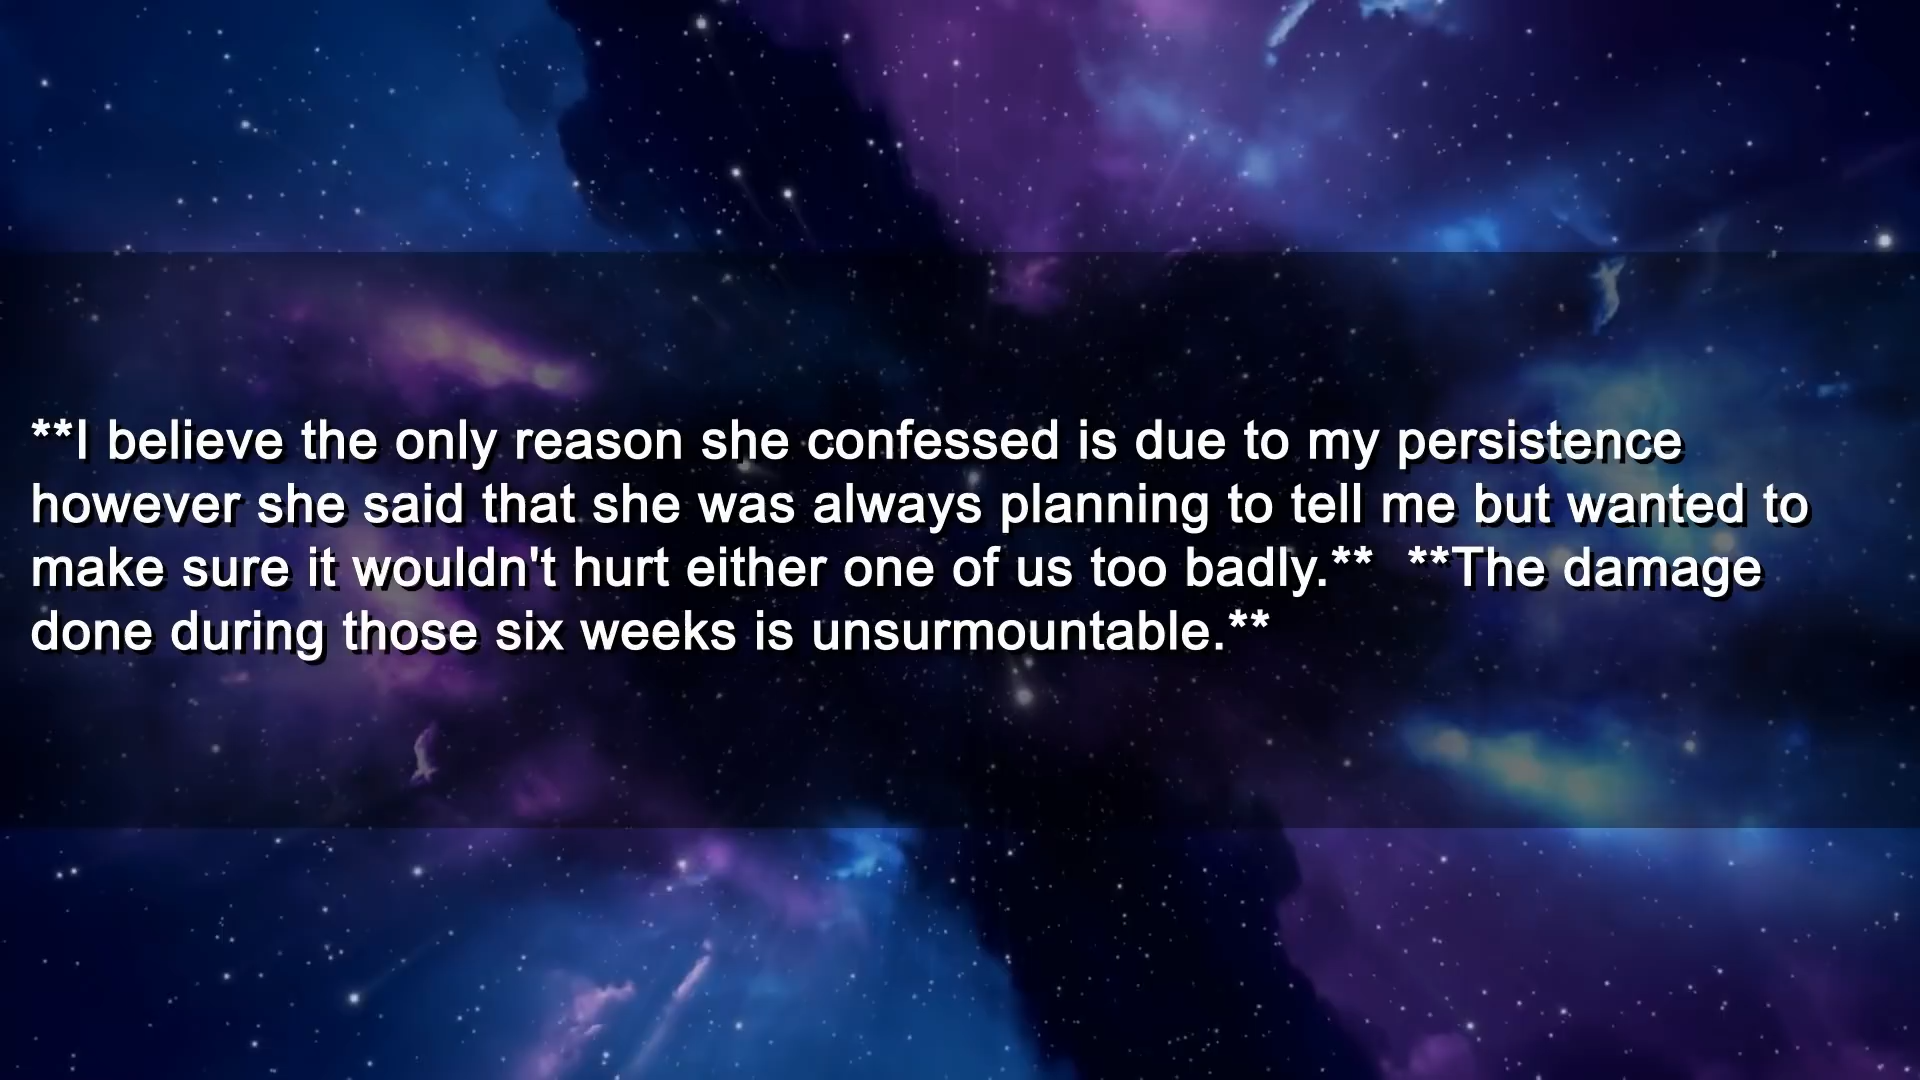 **I believe the only reason she confessed is due to my persistence
however she said that she was always planning to tell me but wanted to
make sure it wouldn't hurt either one of us too badly.**  **The damage
done during those six weeks is unsurmountable.**